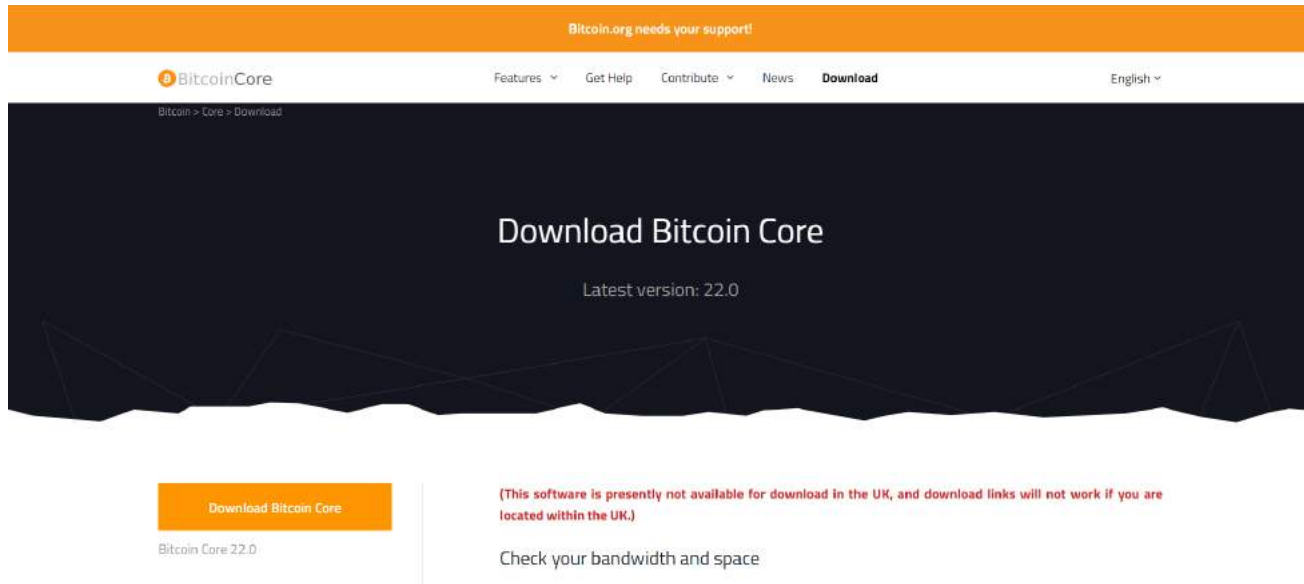 Bitcoin.org needs your support!
BitcoinCore
Features Get Help Contribute News Download English
Bitcoin > Core > Download
Download Bitcoin Core
Latest version: 22.0
Download Bitcoin Core
Bitcoin Core 22.0
(This software is presently not available for download in the UK, and download links will not work if you are
located within the UK.)
Check your bandwidth and space